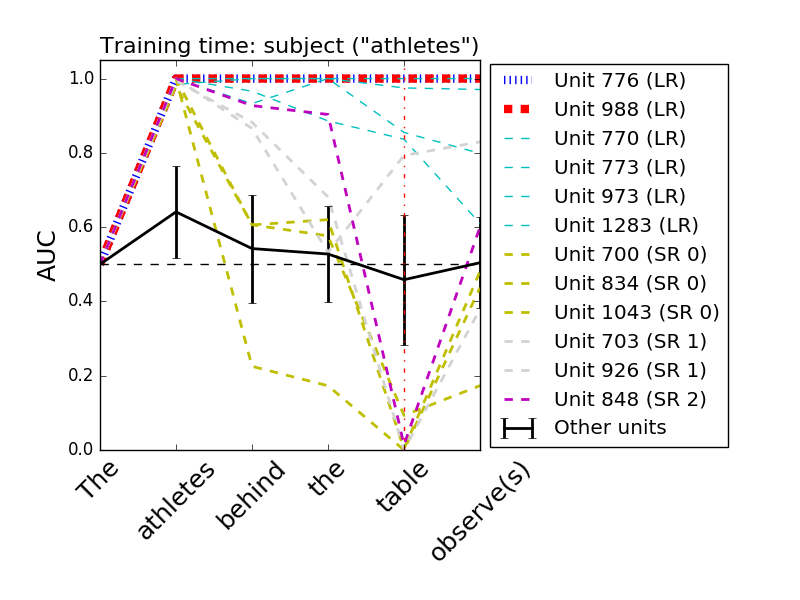 Training time: subject ("athletes")
1.0
0.8
0.6
0.4
0.2
0.0
AUC
The
athletes
behind
the
table
observe(s)
Unit 776 (LR)
Unit 988 (LR)
Unit 770 (LR)
Unit 773 (LR)
Unit 973 (LR)
Unit 1283 (LR)
Unit 700 (SR 0)
Unit 834 (SR 0)
Unit 1043 (SR 0)
Unit 703 (SR 1)
Unit 926 (SR 1)
Unit 848 (SR 2)
Other units